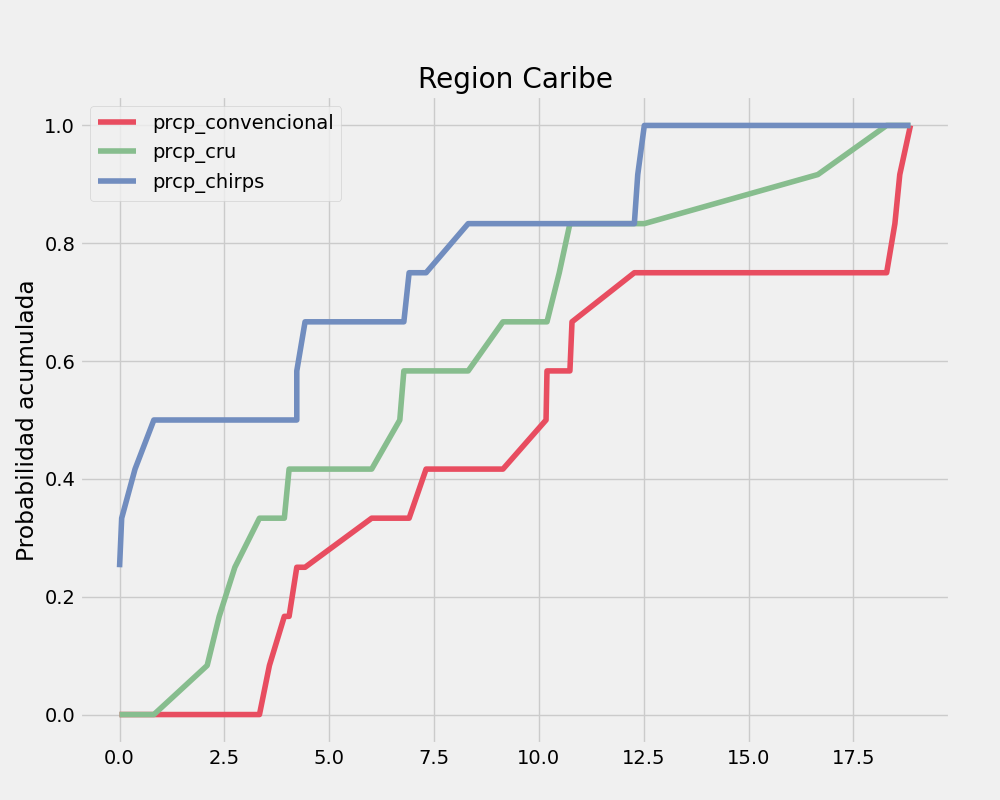 Region Caribe
prcp_convencional
prcp_cru
prcp_chirps
Probabilidad acumulada
1.0
0.8
0.6
0.4
0.2
0.0
0.0 2.5 5.0 7.5 10.0 12.5 15.0 17.5